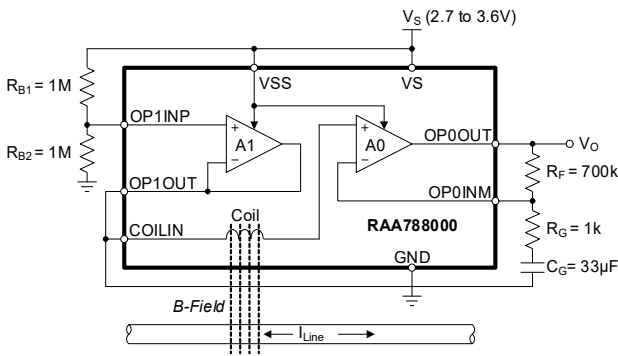 VS (2.7 to 3.6V)
VSS
VS
RB1 = 1M
OP1INP
A1
A0
OP0OUT
VO
RB2 = 1M
OP1OUT
RF = 700k
OP0INM
Coil
RAA788000
COILIN
RG = 1k
GND
CG = 33µF
B-Field
ILine